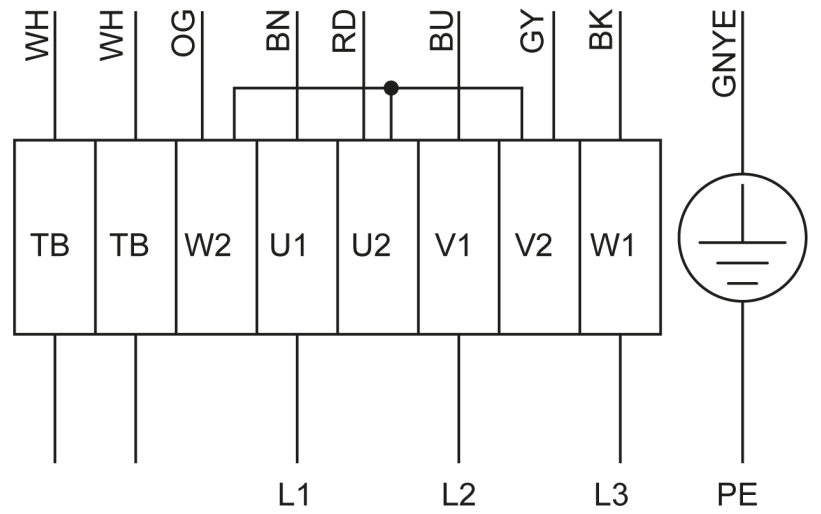 WH WH OG BN RD BU GY BK GNYE
TB TB W2 U1 U2 V1 V2 W1
L1 L2 L3 PE